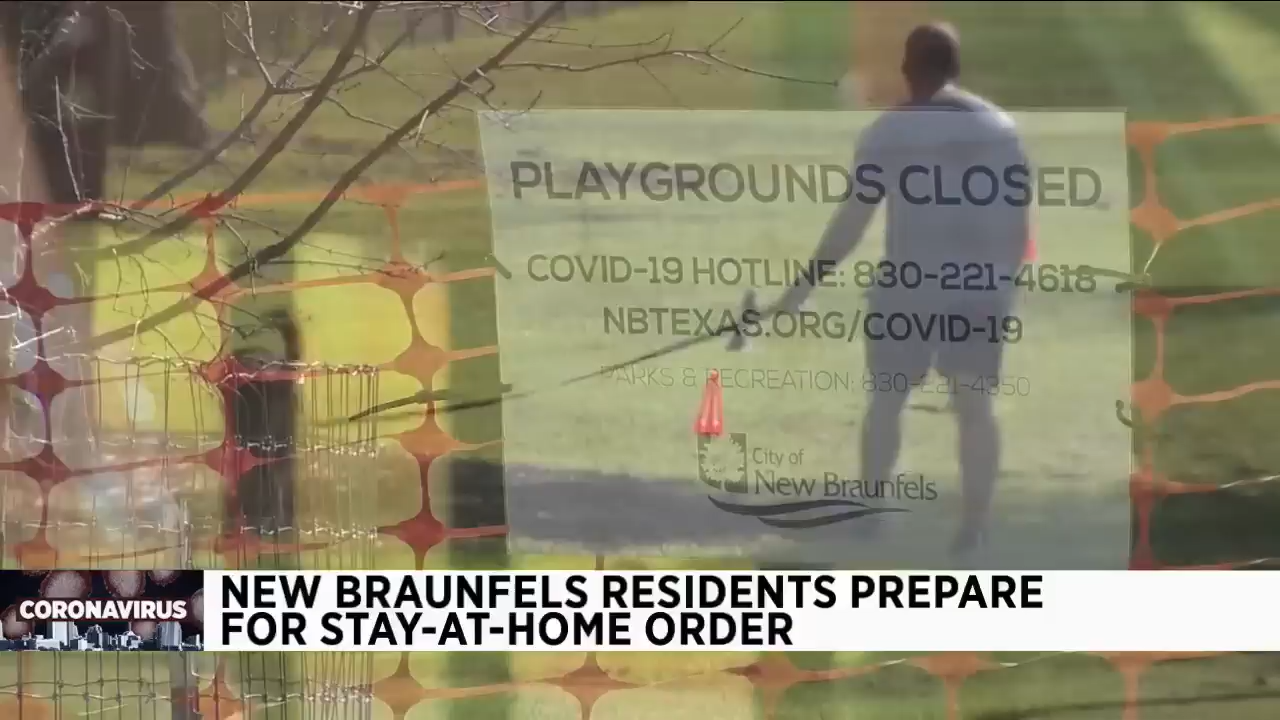 PLAYGROUNDS CLOSED
COVID-19 HOTLINE: 830-221-4618
NBTEXAS.ORG/COVID-19
PARKS & RECREATION: 830-221-4350
City of
New Braunfels
CORONAVIRUS
NEW BRAUNFELS RESIDENTS PREPARE
FOR STAY-AT-HOME ORDER